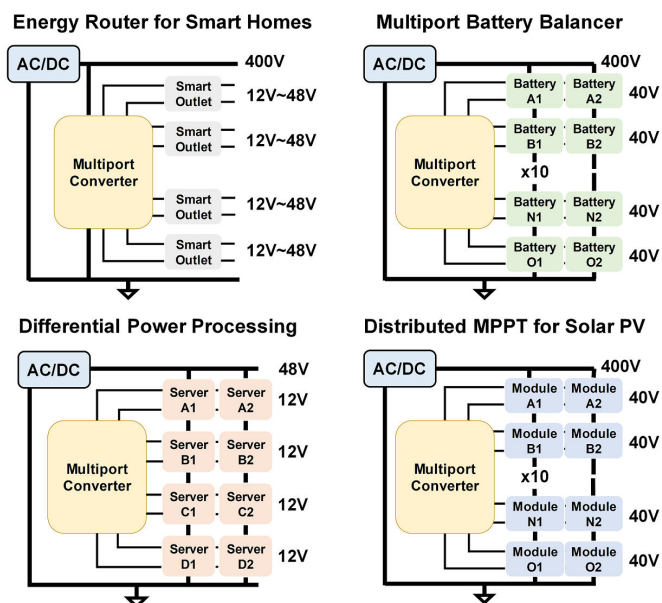 Energy Router for Smart Homes
AC/DC
400V
Smart
Outlet
12V~48V
Smart
Outlet
12V~48V
Multiport
Converter
Smart
Outlet
12V~48V
Smart
Outlet
12V~48V
Multiport Battery Balancer
AC/DC
400V
Battery
A1
Battery
A2
40V
Battery
B1
Battery
B2
40V
Multiport
Converter
x10
Battery
N1
Battery
N2
40V
Battery
O1
Battery
O2
40V
Differential Power Processing
AC/DC
48V
Server
A1
Server
A2
12V
Server
B1
Server
B2
12V
Multiport
Converter
Server
C1
Server
C2
12V
Server
D1
Server
D2
12V
Distributed MPPT for Solar PV
AC/DC
400V
Module
A1
Module
A2
40V
Module
B1
Module
B2
40V
Multiport
Converter
x10
Module
N1
Module
N2
40V
Module
O1
Module
O2
40V